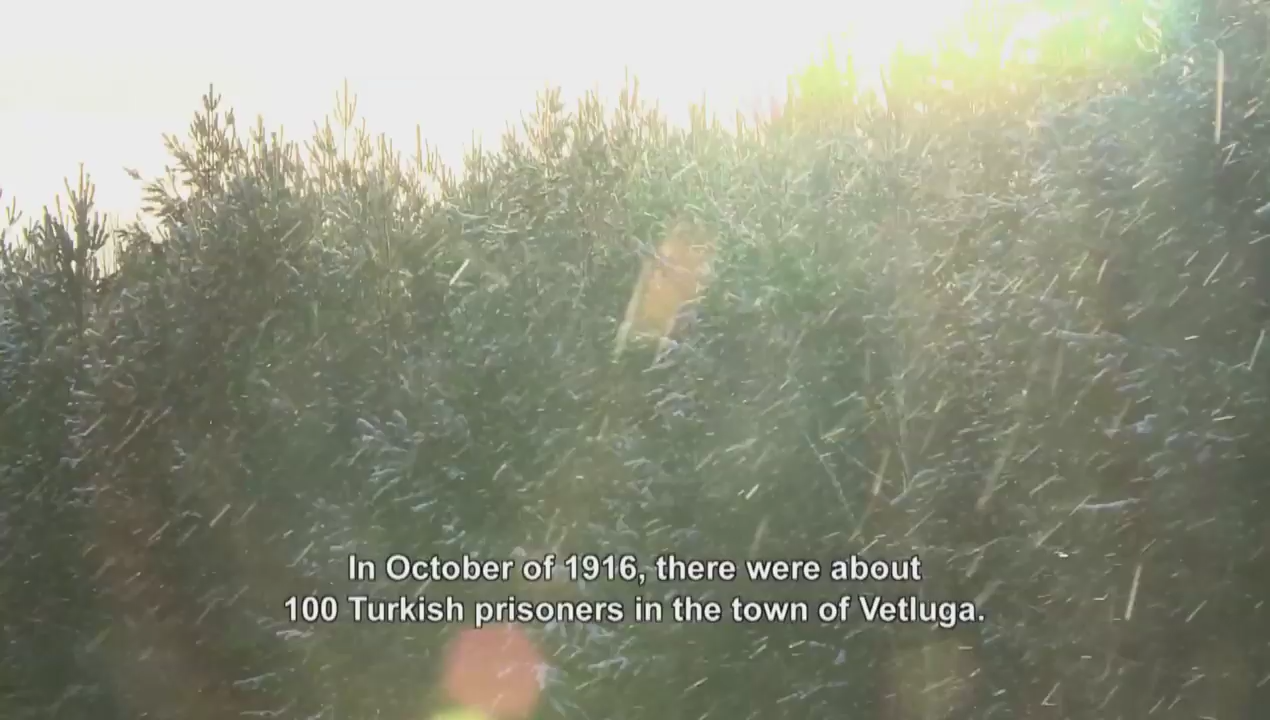 In October of 1916, there were about
100 Turkish prisoners in the town of Vetluga.